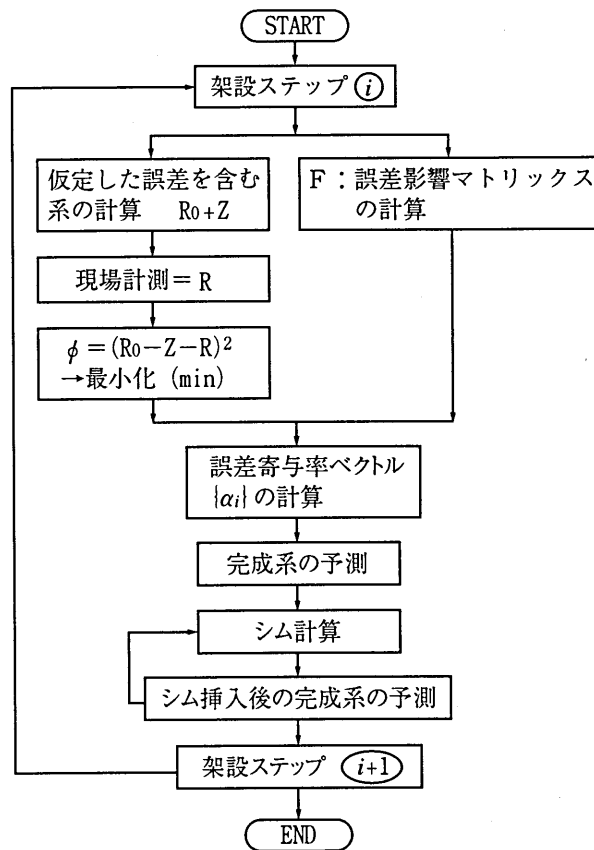 START
架設ステップ i
仮定した誤差を含む
系の計算 R0+Z
F：誤差影響マトリックス
の計算
現場計測＝R
φ＝(R0−Z−R)²
→最小化 (min)
誤差寄与率ベクトル
{αi} の計算
完成系の予測
シム計算
シム挿入後の完成系の予測
架設ステップ i+1
END